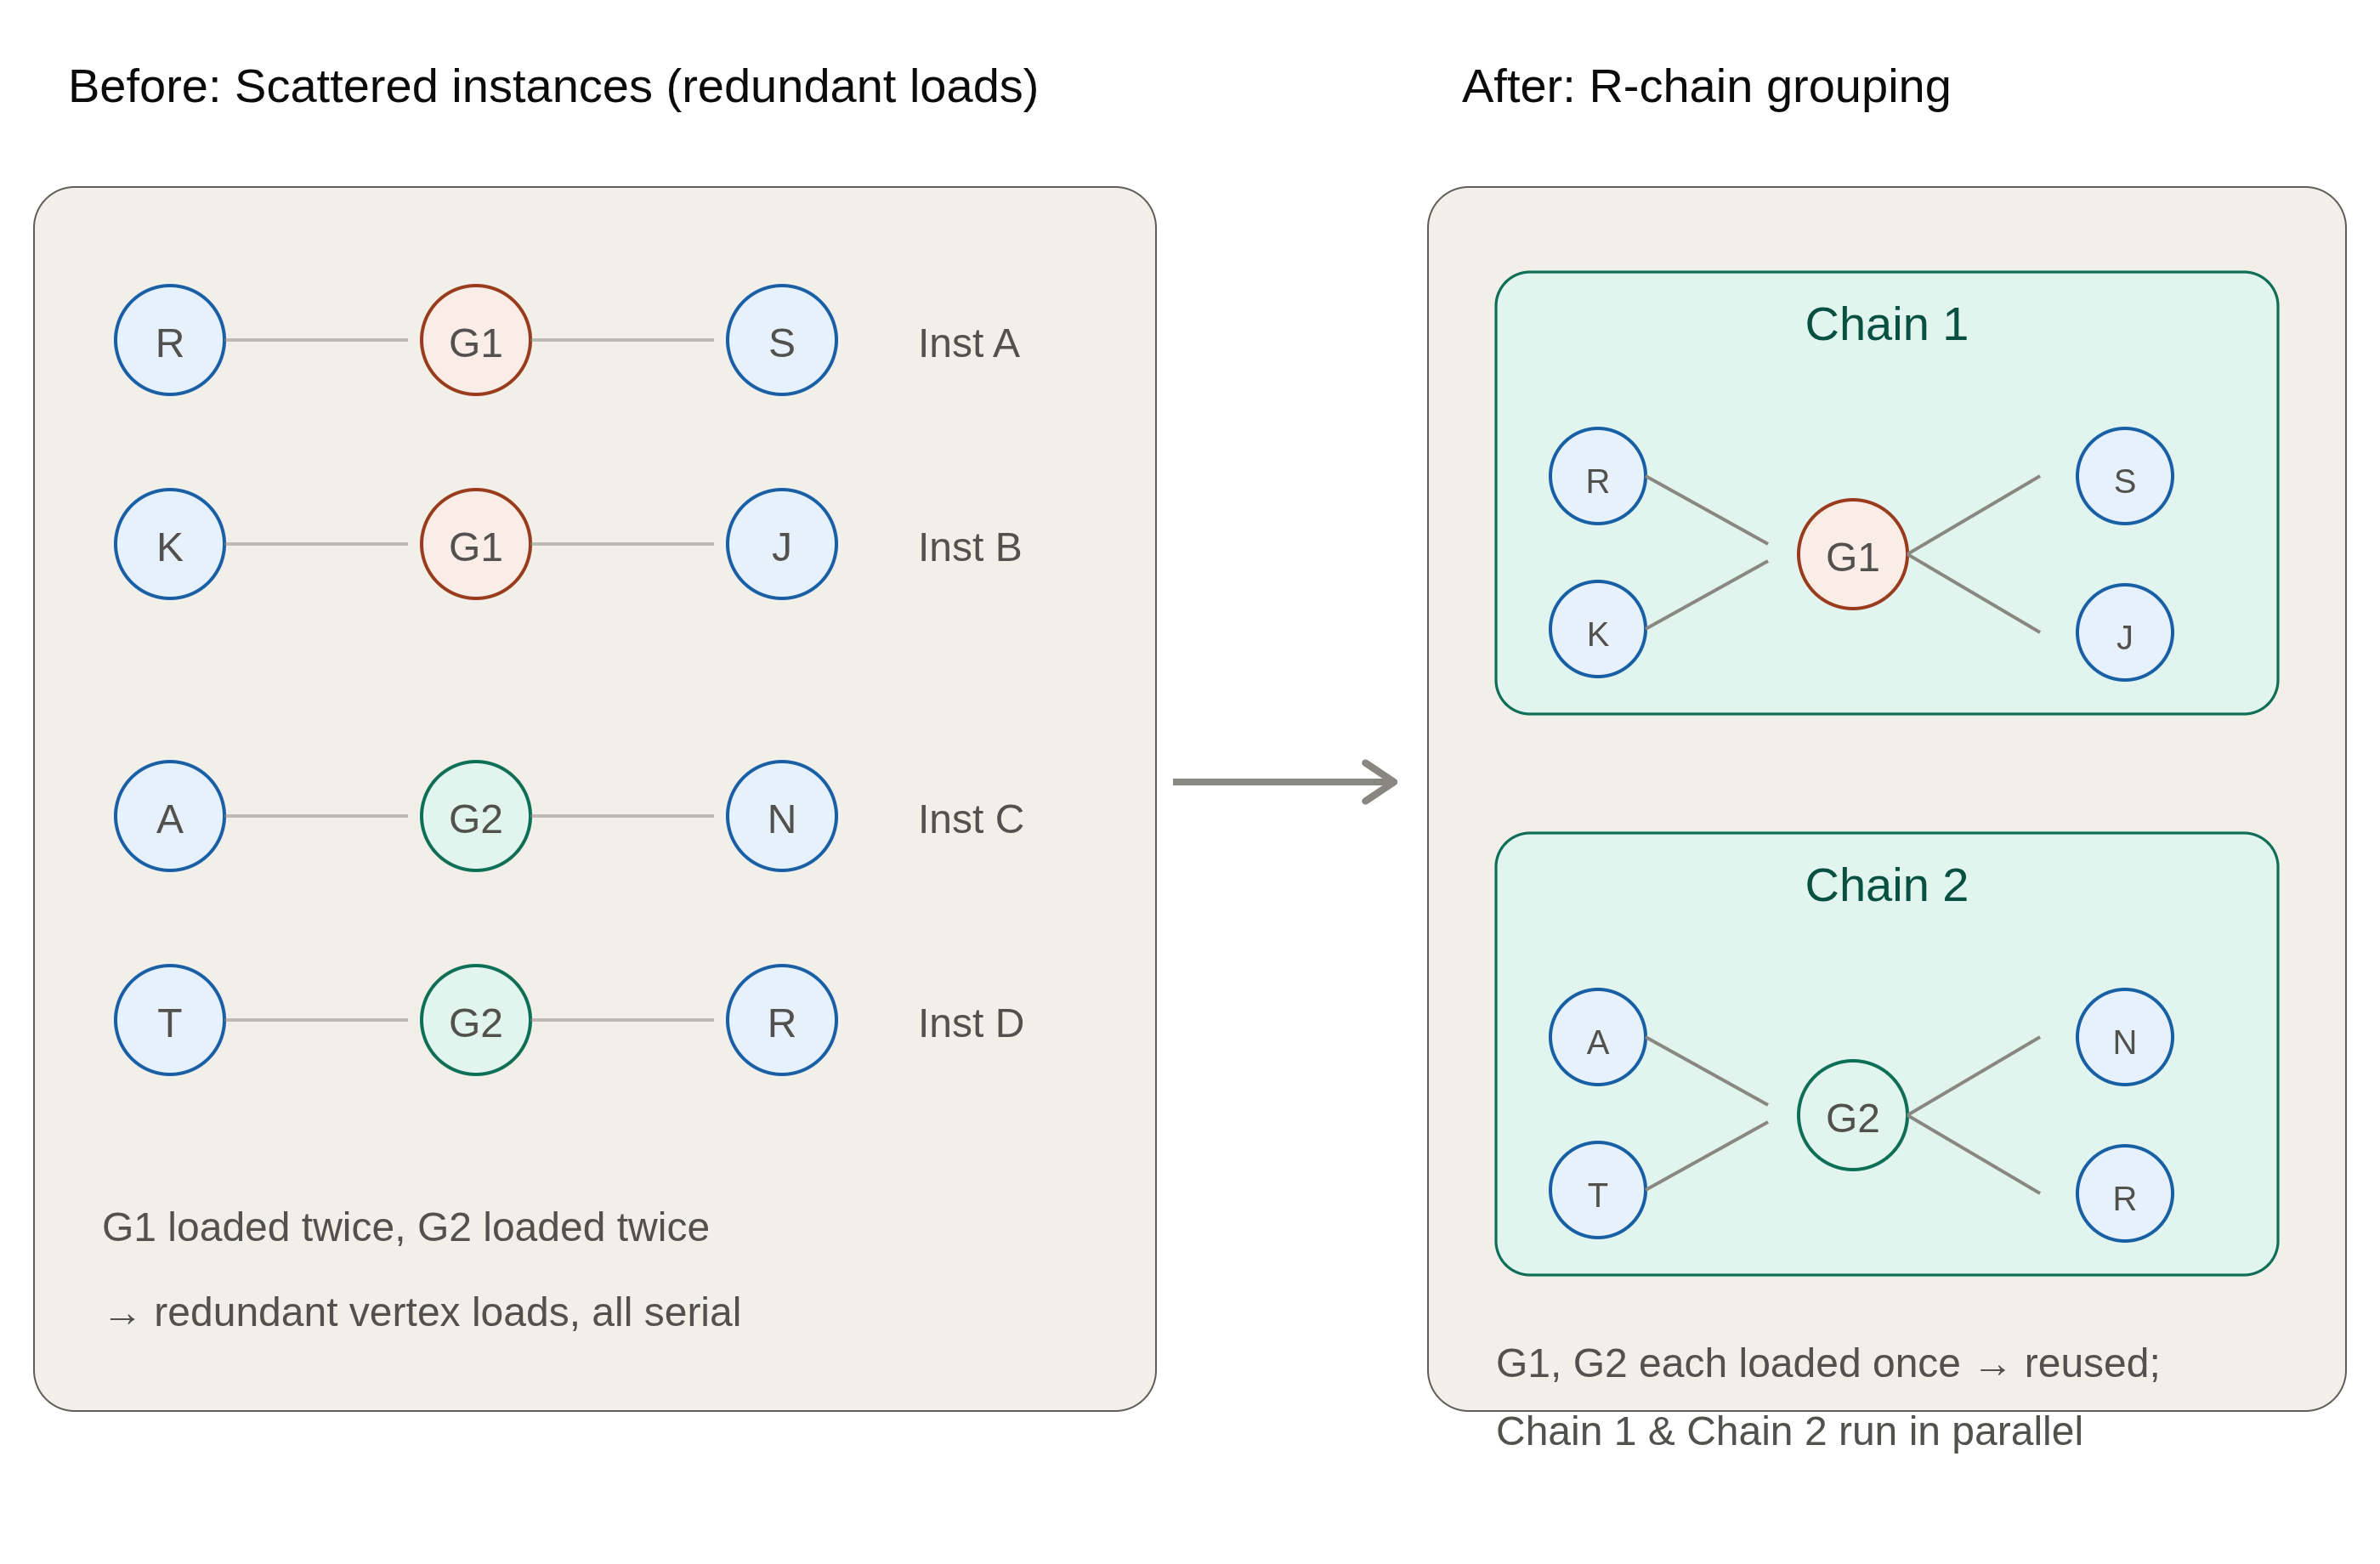 Before: Scattered instances (redundant loads)
R G1 S Inst A
K G1 J Inst B
A G2 N Inst C
T G2 R Inst D
G1 loaded twice, G2 loaded twice
→ redundant vertex loads, all serial
After: R-chain grouping
Chain 1
R S
G1
K J
Chain 2
A N
G2
T R
G1, G2 each loaded once → reused;
Chain 1 & Chain 2 run in parallel